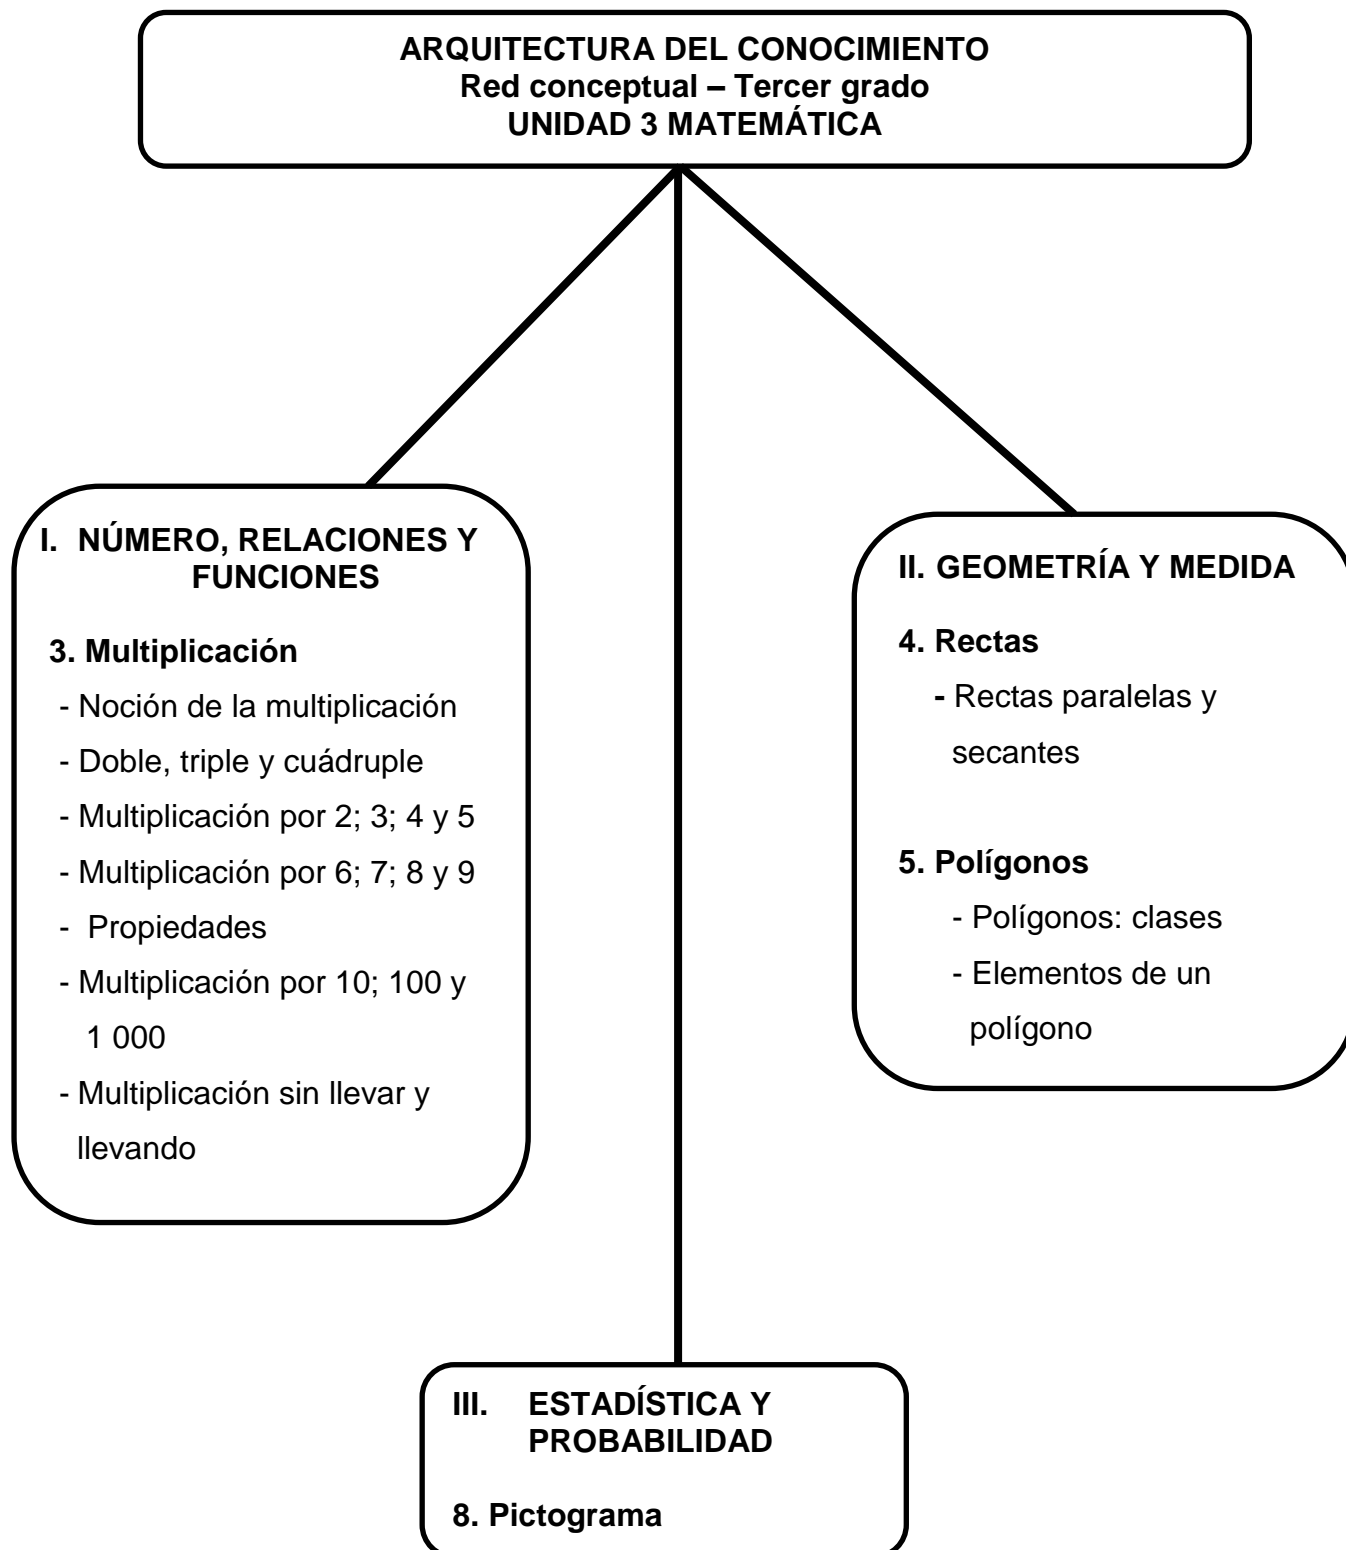 ARQUITECTURA DEL CONOCIMIENTO
Red conceptual – Tercer grado
UNIDAD 3 MATEMÁTICA
I. NÚMERO, RELACIONES Y
FUNCIONES
3. Multiplicación
- Noción de la multiplicación
- Doble, triple y cuádruple
- Multiplicación por 2; 3; 4 y 5
- Multiplicación por 6; 7; 8 y 9
- Propiedades
- Multiplicación por 10; 100 y
1 000
- Multiplicación sin llevar y
llevando
II. GEOMETRÍA Y MEDIDA
4. Rectas
- Rectas paralelas y
secantes
5. Polígonos
- Polígonos: clases
- Elementos de un
polígono
III. ESTADÍSTICA Y
PROBABILIDAD
8. Pictograma